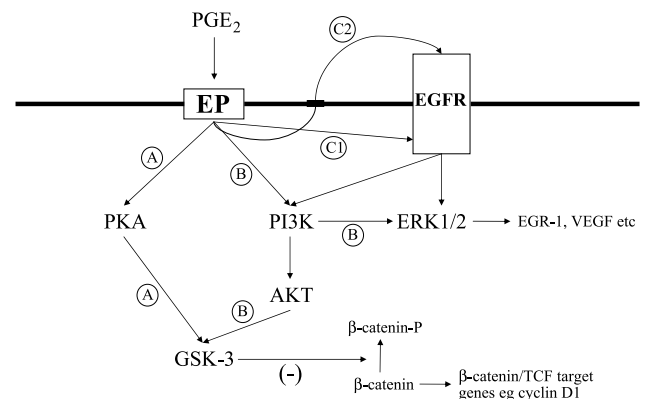 PGE₂
C2
EP
EGFR
C1
A
B
PKA
PI3K
B
ERK1/2
EGR-1, VEGF etc
A
B
AKT
GSK-3
(-)
β-catenin-P
β-catenin
β-catenin/TCF target
genes eg cyclin D1